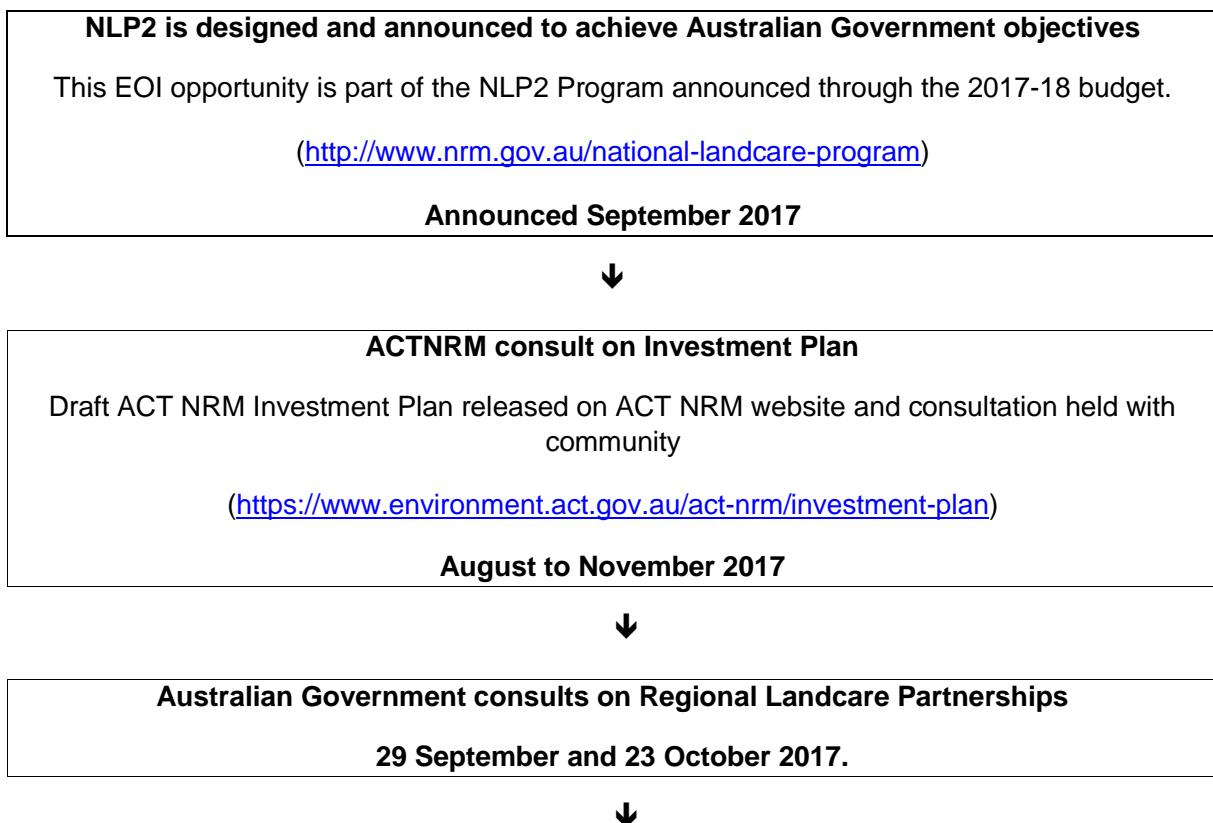 NLP2 is designed and announced to achieve Australian Government objectives
This EOI opportunity is part of the NLP2 Program announced through the 2017-18 budget.
(http://www.nrm.gov.au/national-landcare-program)
Announced September 2017
🡳
ACTNRM consult on Investment Plan
Draft ACT NRM Investment Plan released on ACT NRM website and consultation held with
community
(https://www.environment.act.gov.au/act-nrm/investment-plan)
August to November 2017
🡳
Australian Government consults on Regional Landcare Partnerships
29 September and 23 October 2017.
🡳